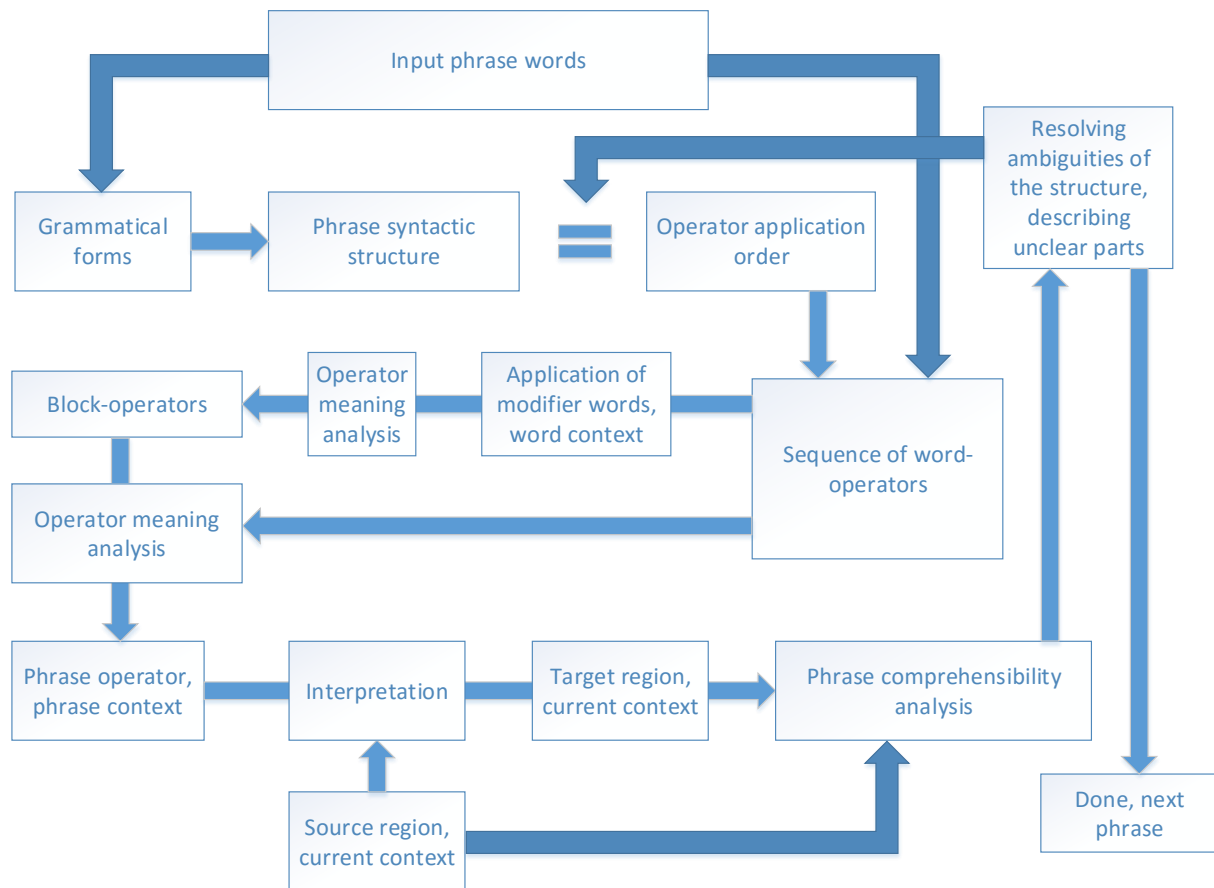 Input phrase words
Resolving
ambiguities of
the structure,
describing
unclear parts
Grammatical
forms
Phrase syntactic
structure
Operator application
order
Block-operators
Operator
meaning
analysis
Application of
modifier words,
word context
Sequence of word-
operators
Operator meaning
analysis
Phrase operator,
phrase context
Interpretation
Target region,
current context
Phrase comprehensibility
analysis
Source region,
current context
Done, next
phrase